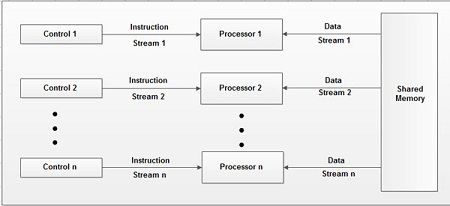 Control 1
Instruction
Stream 1
Processor 1
Data
Stream 1
Control 2
Instruction
Stream 2
Processor 2
Data
Stream 2
Shared
Memory
Control n
Instruction
Stream n
Processor n
Data
Stream n